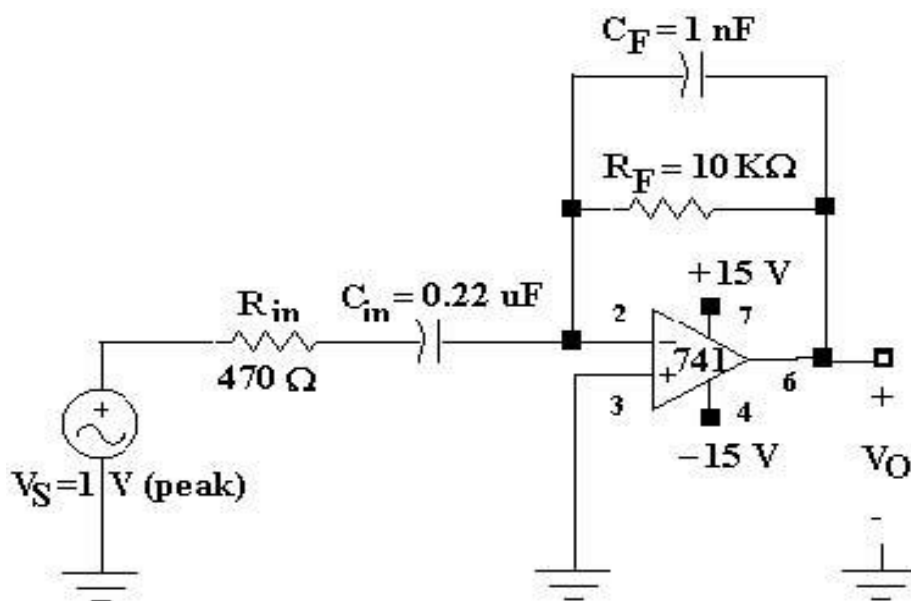 C_F = 1 nF
R_F = 10 KΩ
+15 V
R_in
C_in = 0.22 uF
2
7
− 741
470 Ω
+
6
3
4
+
+
−15 V
V_O
V_S=1 V (peak)
-